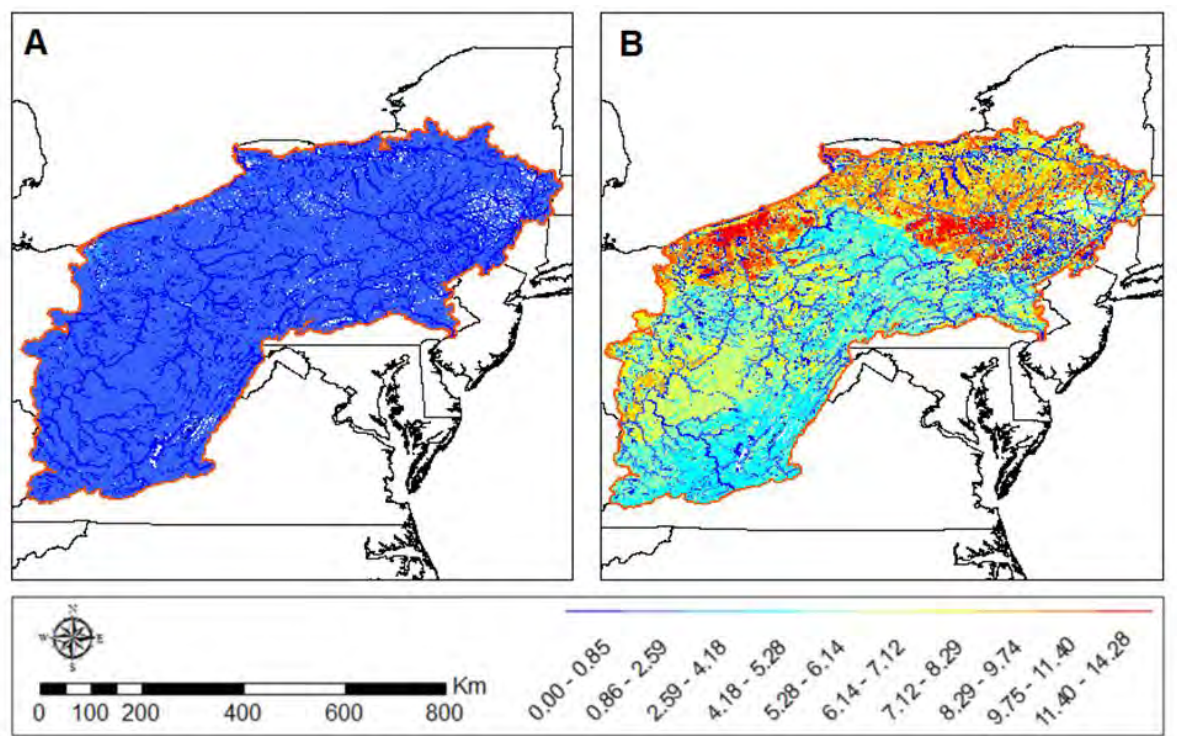 A
B
N
W E
S
Km
0 100 200 400 600 800
0.00 - 0.85
0.86 - 2.59
2.59 - 4.18
4.18 - 5.28
5.28 - 6.14
6.14 - 7.12
7.12 - 8.29
8.29 - 9.74
9.75 - 11.40
11.40 - 14.28